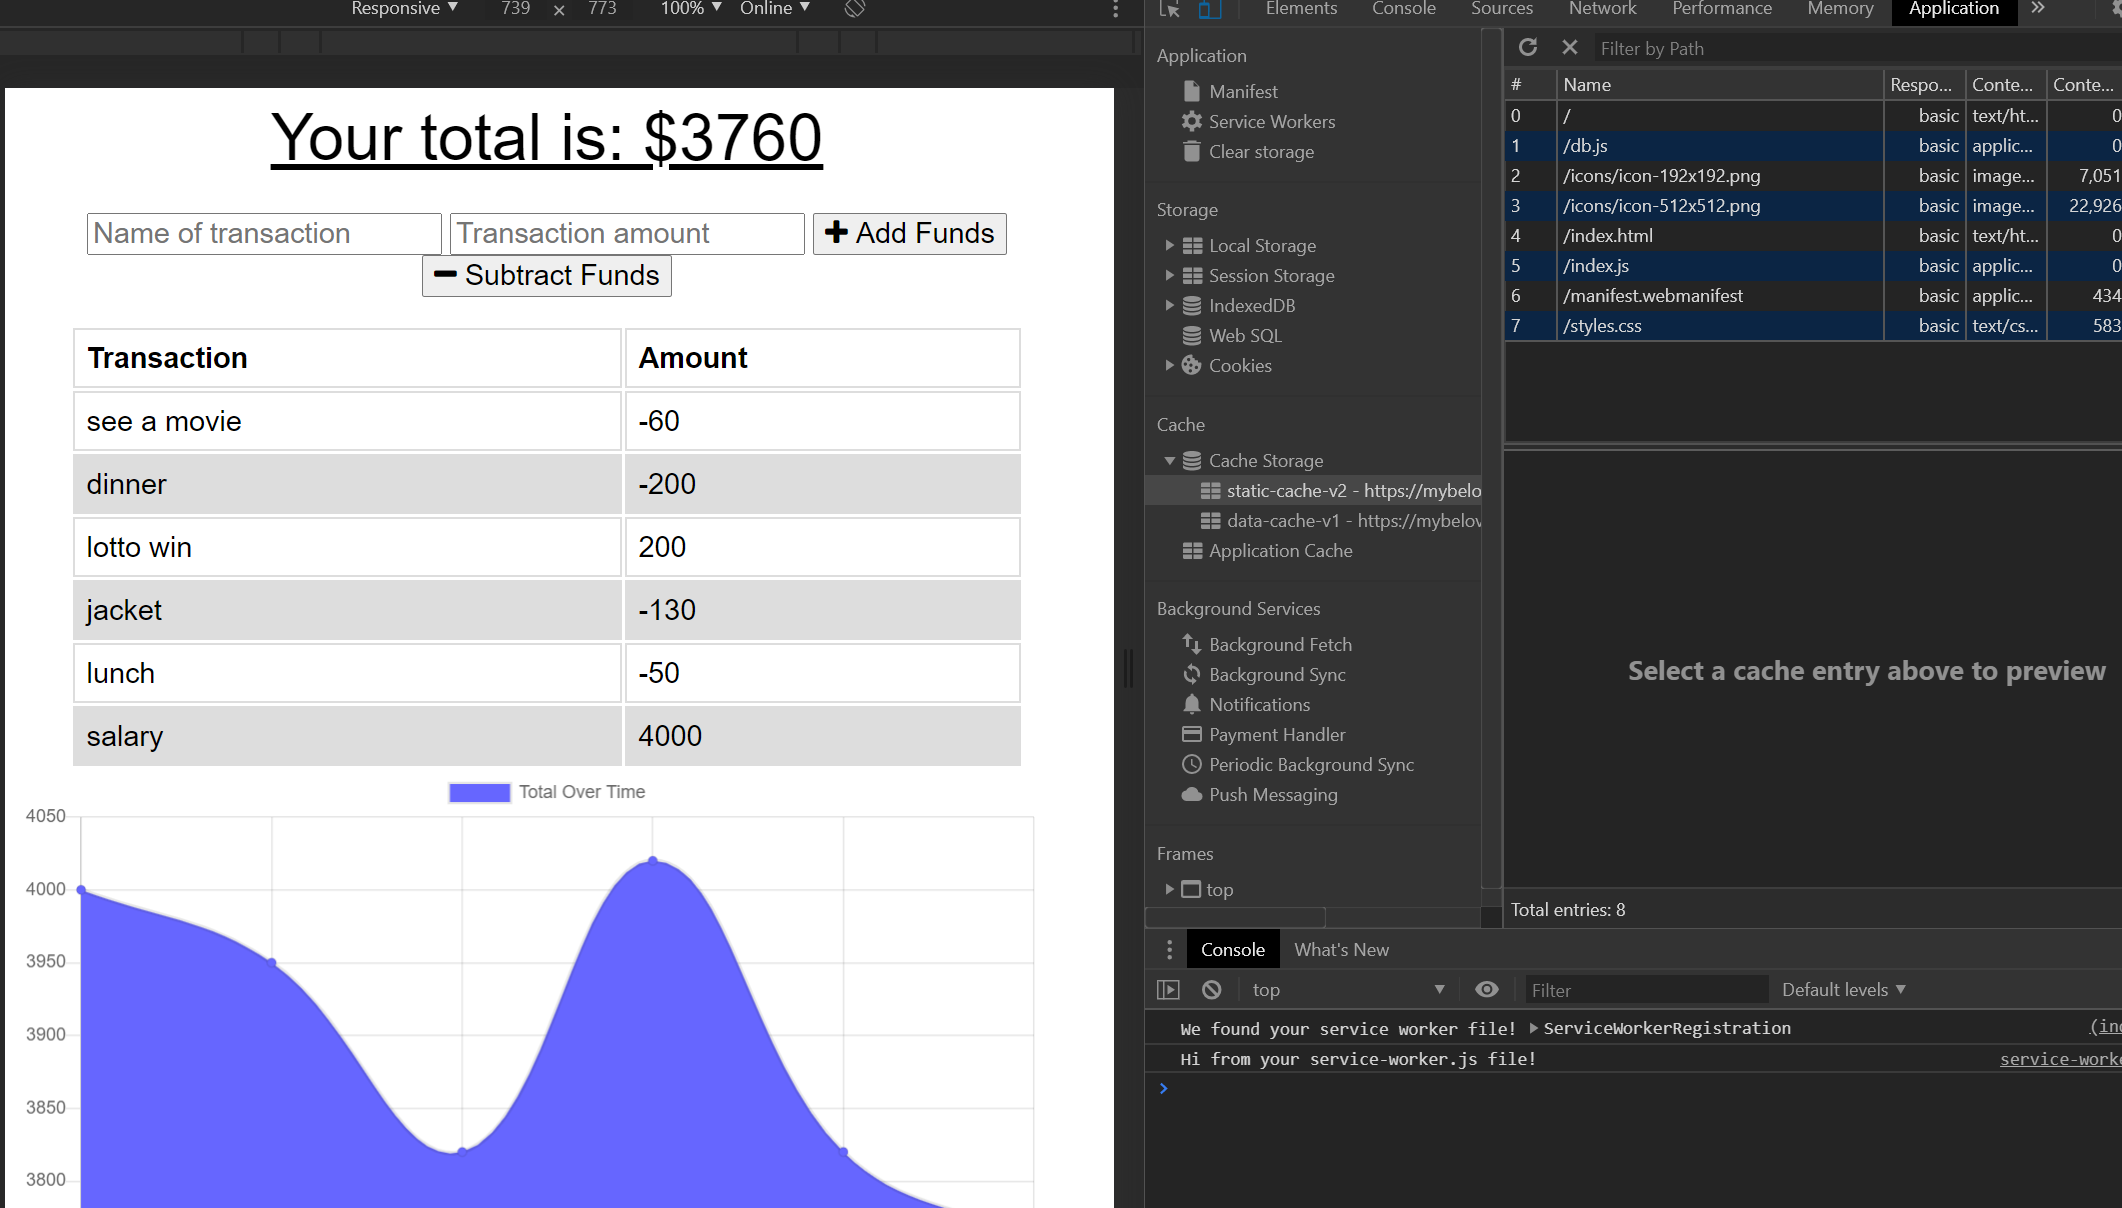 Responsive ▼ 739 × 773 100% ▼ Online ▼
Your total is: $3760
Name of transaction Transaction amount + Add Funds
− Subtract Funds
Transaction Amount
see a movie -60
dinner -200
lotto win 200
jacket -130
lunch -50
salary 4000
Total Over Time
4050
4000
3950
3900
3850
3800
Elements Console Sources Network Performance Memory Application »
Application
Manifest
Service Workers
Clear storage
Storage
Local Storage
Session Storage
IndexedDB
Web SQL
Cookies
Cache
Cache Storage
static-cache-v2 - https://mybelo
data-cache-v1 - https://mybelov
Application Cache
Background Services
Background Fetch
Background Sync
Notifications
Payment Handler
Periodic Background Sync
Push Messaging
Frames
top
Filter by Path
# Name Respo... Conte... Conte...
0 / basic text/ht... 0
1 /db.js basic applic... 0
2 /icons/icon-192x192.png basic image... 7,051
3 /icons/icon-512x512.png basic image... 22,926
4 /index.html basic text/ht... 0
5 /index.js basic applic... 0
6 /manifest.webmanifest basic applic... 434
7 /styles.css basic text/cs... 583
Select a cache entry above to preview
Total entries: 8
Console What's New
top ▼ Filter Default levels ▼
We found your service worker file! ▶ ServiceWorkerRegistration (ind
Hi from your service-worker.js file! service-worke
>